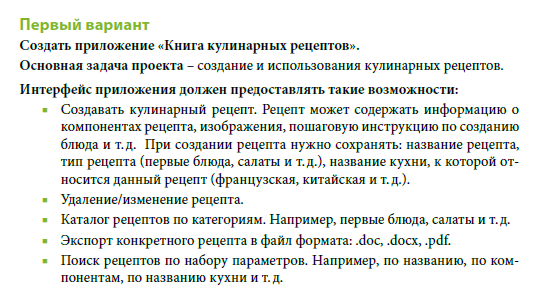 Первый вариант
Создать приложение «Книга кулинарных рецептов».
Основная задача проекта – создание и использования кулинарных рецептов.
Интерфейс приложения должен предоставлять такие возможности:
▪ Создавать кулинарный рецепт. Рецепт может содержать информацию о
компонентах рецепта, изображения, пошаговую инструкцию по созданию
блюда и т. д. При создании рецепта нужно сохранять: название рецепта,
тип рецепта (первые блюда, салаты и т. д.), название кухни, к которой от-
носится данный рецепт (французская, китайская и т. д.).
▪ Удаление/изменение рецепта.
▪ Каталог рецептов по категориям. Например, первые блюда, салаты и т. д.
▪ Экспорт конкретного рецепта в файл формата: .doc, .docx, .pdf.
▪ Поиск рецептов по набору параметров. Например, по названию, по ком-
понентам, по названию кухни и т. д.